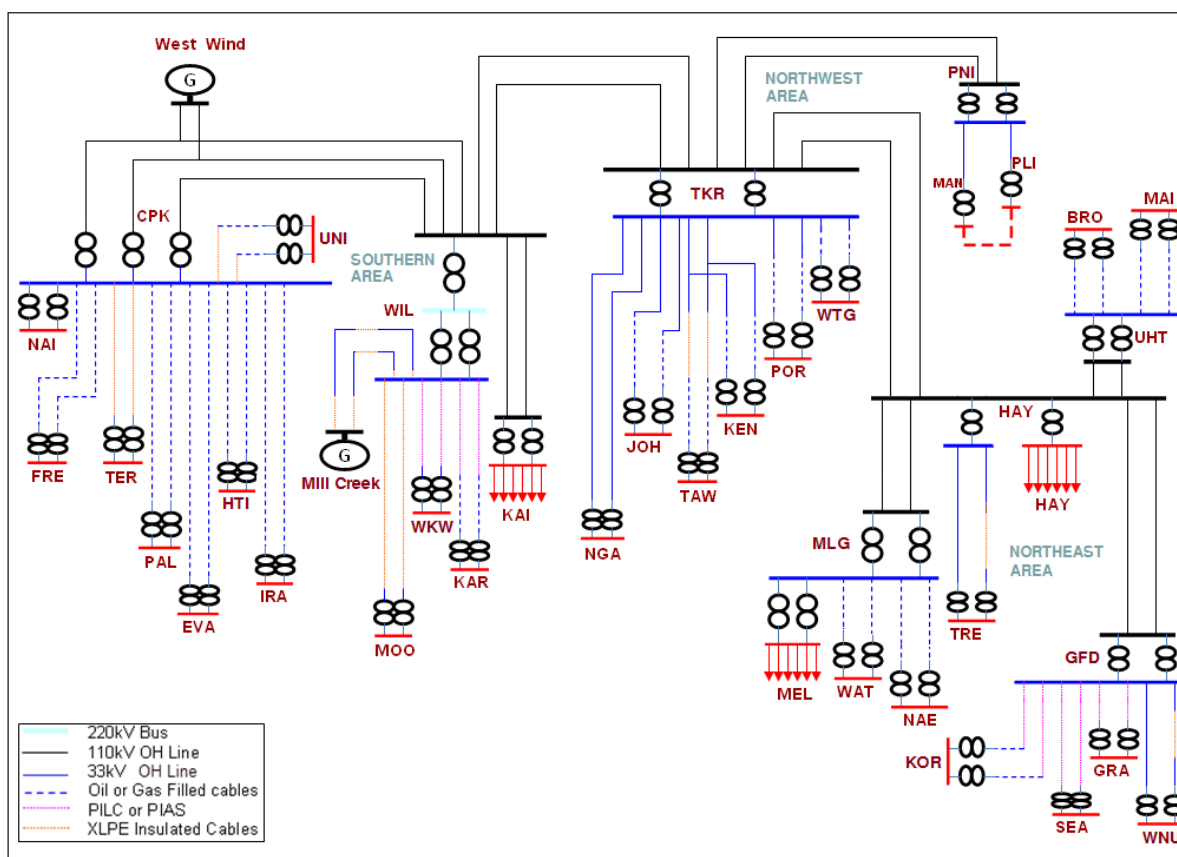 West Wind
G
NORTHWEST
AREA
PNI
PLI
MAN
MAI
BRO
CPK
UNI
TKR
SOUTHERN
AREA
WIL
WTG
UHT
NAI
POR
HAY
KEN
JOH
G
Mill Creek
FRE
TER
HTI
WKW
KAI
TAW
HAY
NGA
MLG
NORTHEAST
AREA
PAL
KAR
IRA
EVA
MOO
TRE
GFD
MEL
WAT
NAE
KOR
GRA
SEA
WNU
220kV Bus
110kV OH Line
33kV OH Line
Oil or Gas Filled cables
PILC or PIAS
XLPE Insulated Cables